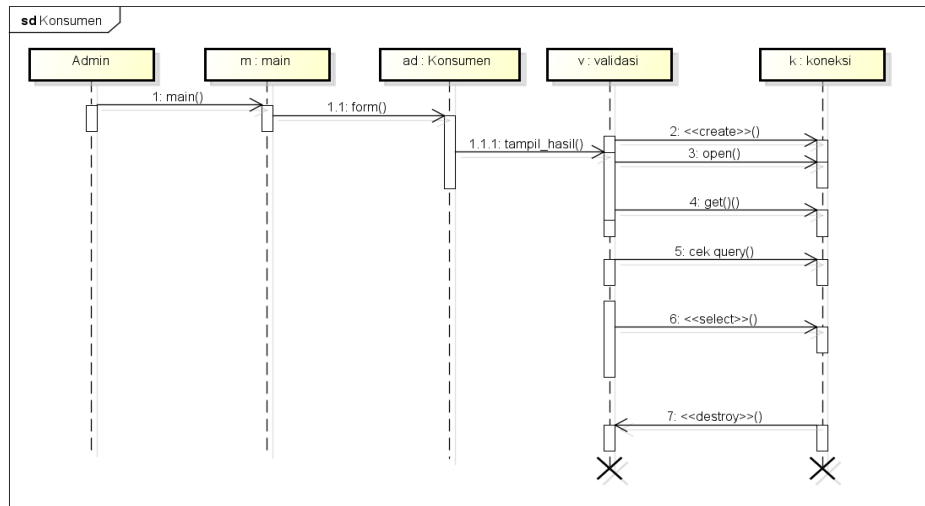 sd Konsumen
Admin
m : main
ad : Konsumen
v : validasi
k : koneksi
1: main()
1.1: form()
1.1.1: tampil_hasil()
2: <<create>>()
3: open()
4: get()()
5: cek query()
6: <<select>>()
7: <<destroy>>()